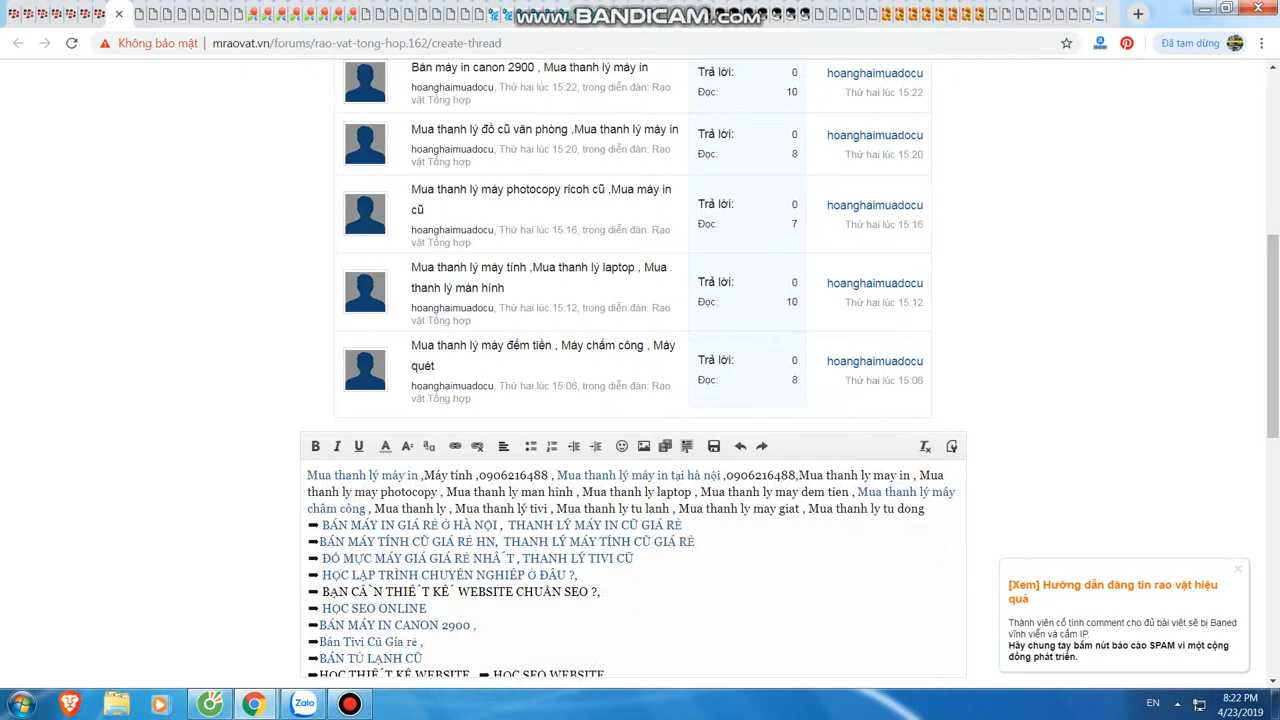 www.BANDICAM.com
Không bảo mật | mraovat.vn/forums/rao-vat-tong-hop.162/create-thread
Đã tạm dừng
Bán máy in canon 2900 , Mua thanh lý máy in
hoanghaimuadocu, Thứ hai lúc 15:22, trong diễn đàn: Rao
vặt Tổng hợp
Trả lời: 0
Đọc: 10
hoanghaimuadocu
Thứ hai lúc 15:22
Mua thanh lý đồ cũ văn phòng ,Mua thanh lý máy in
hoanghaimuadocu, Thứ hai lúc 15:20, trong diễn đàn: Rao
vặt Tổng hợp
Trả lời: 0
Đọc: 8
hoanghaimuadocu
Thứ hai lúc 15:20
Mua thanh lý máy photocopy ricoh cũ ,Mua máy in
cũ
hoanghaimuadocu, Thứ hai lúc 15:16, trong diễn đàn: Rao
vặt Tổng hợp
Trả lời: 0
Đọc: 7
hoanghaimuadocu
Thứ hai lúc 15:16
Mua thanh lý máy tính ,Mua thanh lý laptop , Mua
thanh lý màn hình
hoanghaimuadocu, Thứ hai lúc 15:12, trong diễn đàn: Rao
vặt Tổng hợp
Trả lời: 0
Đọc: 10
hoanghaimuadocu
Thứ hai lúc 15:12
Mua thanh lý máy đếm tiền , Máy chấm công , Máy
quét
hoanghaimuadocu, Thứ hai lúc 15:06, trong diễn đàn: Rao
vặt Tổng hợp
Trả lời: 0
Đọc: 8
hoanghaimuadocu
Thứ hai lúc 15:06
Mua thanh lý máy in ,Máy tính ,0906216488 , Mua thanh lý máy in tại hà nội ,0906216488,Mua thanh ly may in , Mua
thanh ly may photocopy , Mua thanh ly man hinh , Mua thanh ly laptop , Mua thanh ly may dem tien , Mua thanh lý máy
chấm công , Mua thanh ly , Mua thanh lý tivi , Mua thanh ly tu lanh , Mua thanh ly may giat , Mua thanh ly tu dong
➡ BÁN MÁY IN GIÁ RẺ Ở HÀ NỘI , THANH LÝ MÁY IN CŨ GIÁ RẺ
➡BÁN MÁY TÍNH CŨ GIÁ RẺ HN, THANH LÝ MÁY TÍNH CŨ GIÁ RẺ
➡ ĐỔ MỰC MÁY GIÁ GIÁ RẺ NHẤT , THANH LÝ TIVI CŨ
➡ HỌC LẬP TRÌNH CHUYÊN NGHIỆP Ở ĐÂU ?,
➡ BẠN CẦN THIẾT KẾ WEBSITE CHUẨN SEO ?,
➡ HỌC SEO ONLINE
➡BÁN MÁY IN CANON 2900 ,
➡Bán Tivi Cũ Gía rẻ ,
➡BÁN TỦ LẠNH CŨ
➡HỌC THIẾT KẾ WEBSITE , ➡ HỌC SEO WEBSITE
[Xem] Hướng dẫn đăng tin rao vặt hiệu
quả
Thành viên cố tình comment cho đủ bài viết sẽ bị Baned
vĩnh viễn và cấm IP.
Hãy chung tay bấm nút báo cáo SPAM vì một cộng
đồng phát triển.
Zalo
EN
8:22 PM
4/23/2019